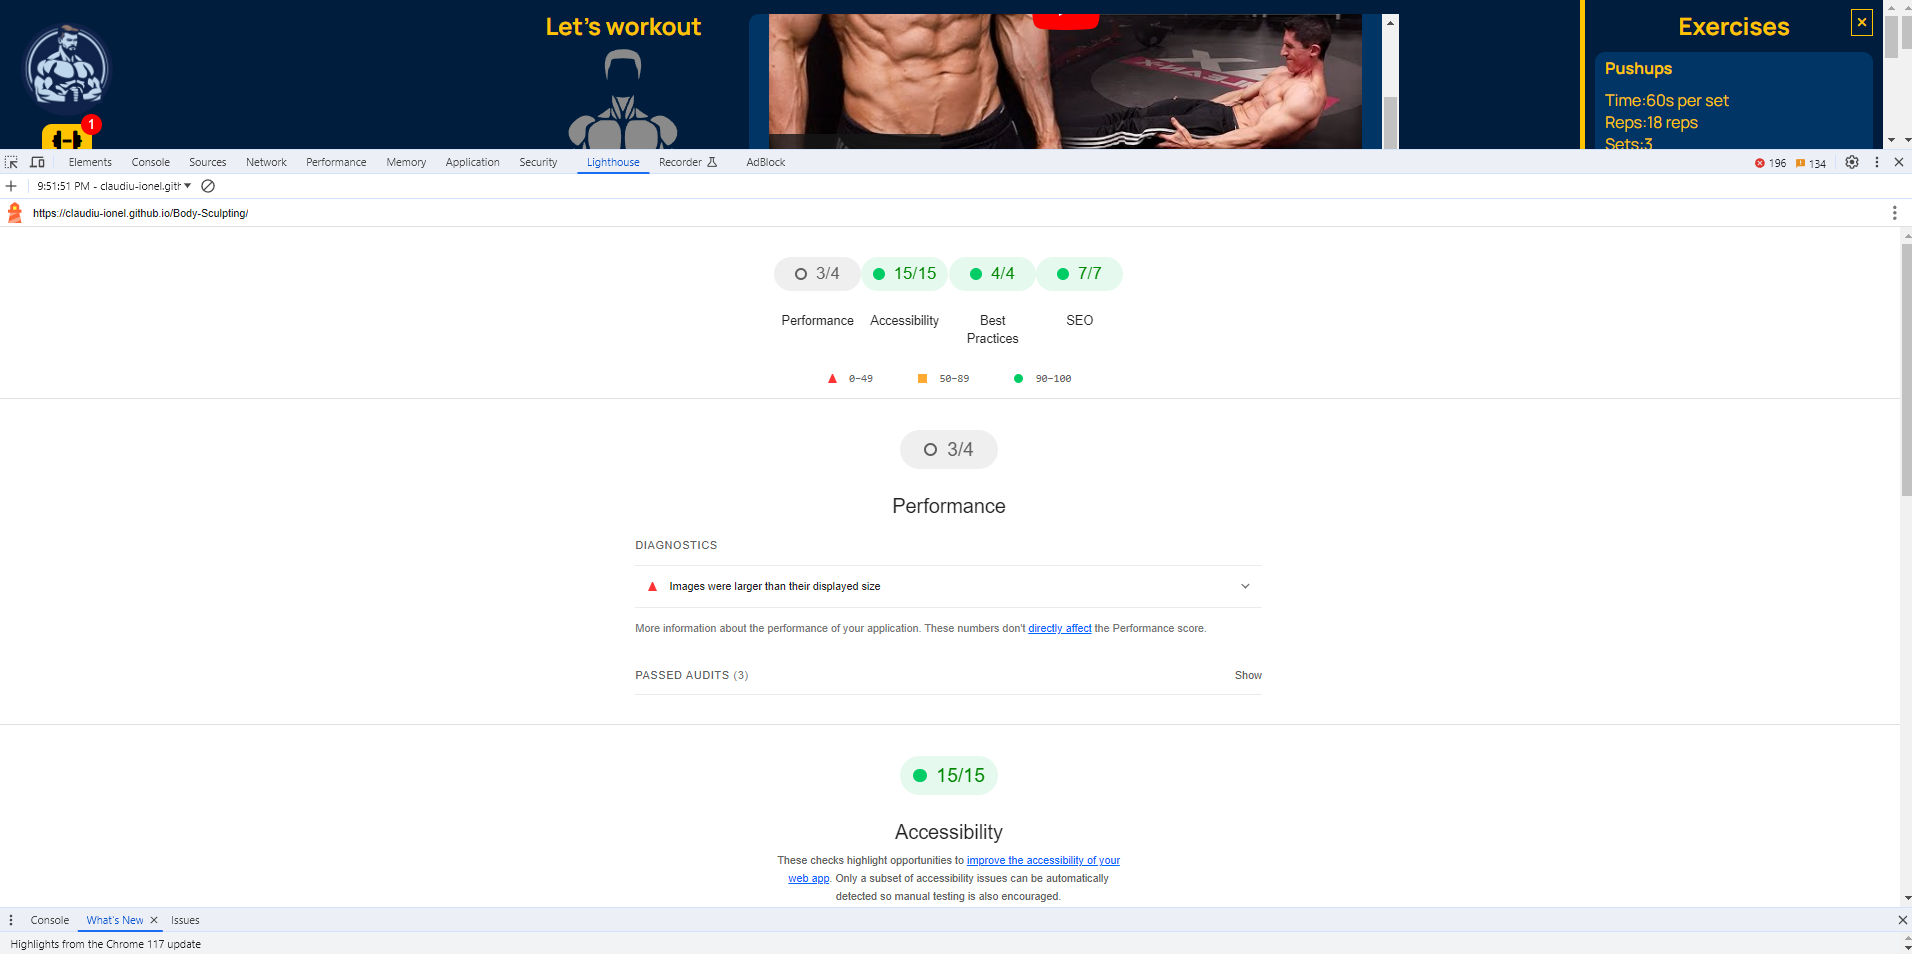 Let's workout
Exercises
Pushups
Time:60s per set
Reps:18 reps
Sets:3
1
Elements Console Sources Network Performance Memory Application Security Lighthouse Recorder AdBlock 196 134
9:51:51 PM - claudiu-ionel.gith
https://claudiu-ionel.github.io/Body-Sculpting/
3/4 15/15 4/4 7/7
Performance Accessibility Best Practices SEO
0–49 50–89 90–100
3/4
Performance
DIAGNOSTICS
Images were larger than their displayed size
More information about the performance of your application. These numbers don't directly affect the Performance score.
PASSED AUDITS (3) Show
15/15
Accessibility
These checks highlight opportunities to improve the accessibility of your
web app. Only a subset of accessibility issues can be automatically
detected so manual testing is also encouraged.
Console What's New Issues
Highlights from the Chrome 117 update